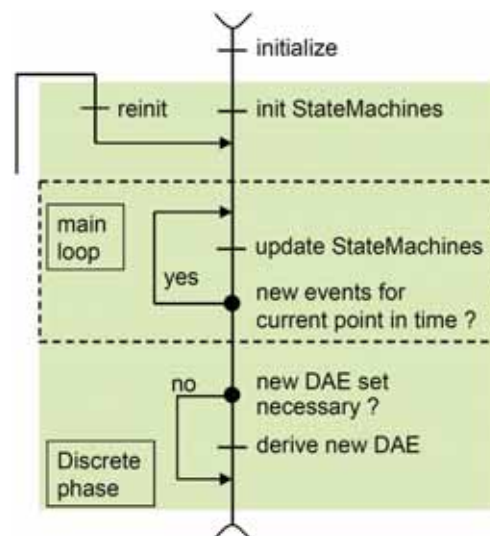 initialize
reinit
init StateMachines
main
loop
update StateMachines
yes
new events for
current point in time ?
no
new DAE set
necessary ?
derive new DAE
Discrete
phase